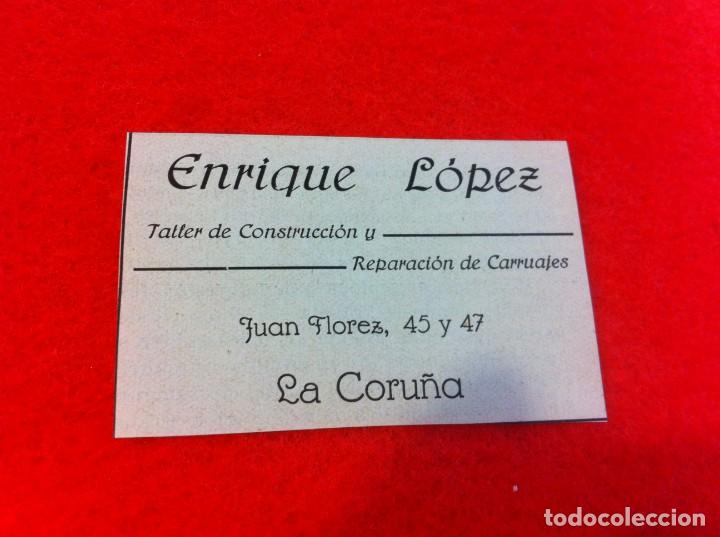 Enrique López
Taller de Construcción y
Reparación de Carruajes
Juan Florez, 45 y 47
La Coruña
todocoleccion